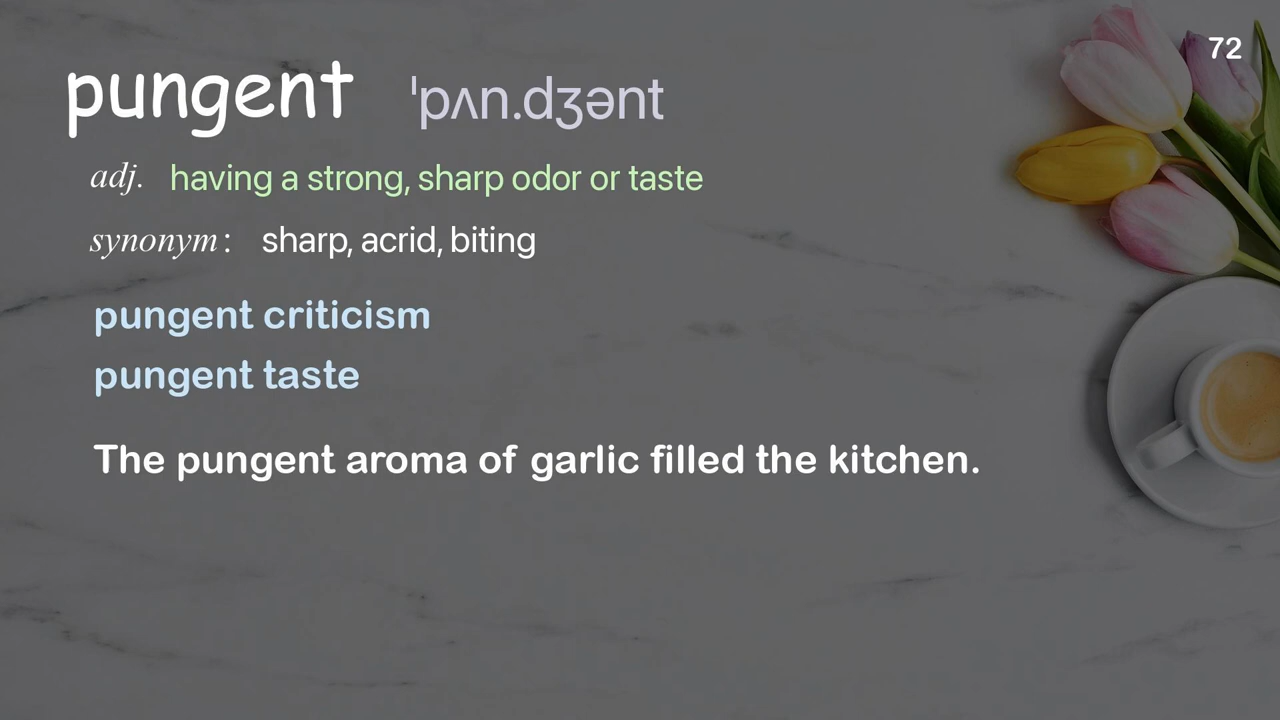 72
pungent ˈpʌn.dʒənt
adj. having a strong, sharp odor or taste
synonym: sharp, acrid, biting
pungent criticism
pungent taste
The pungent aroma of garlic filled the kitchen.